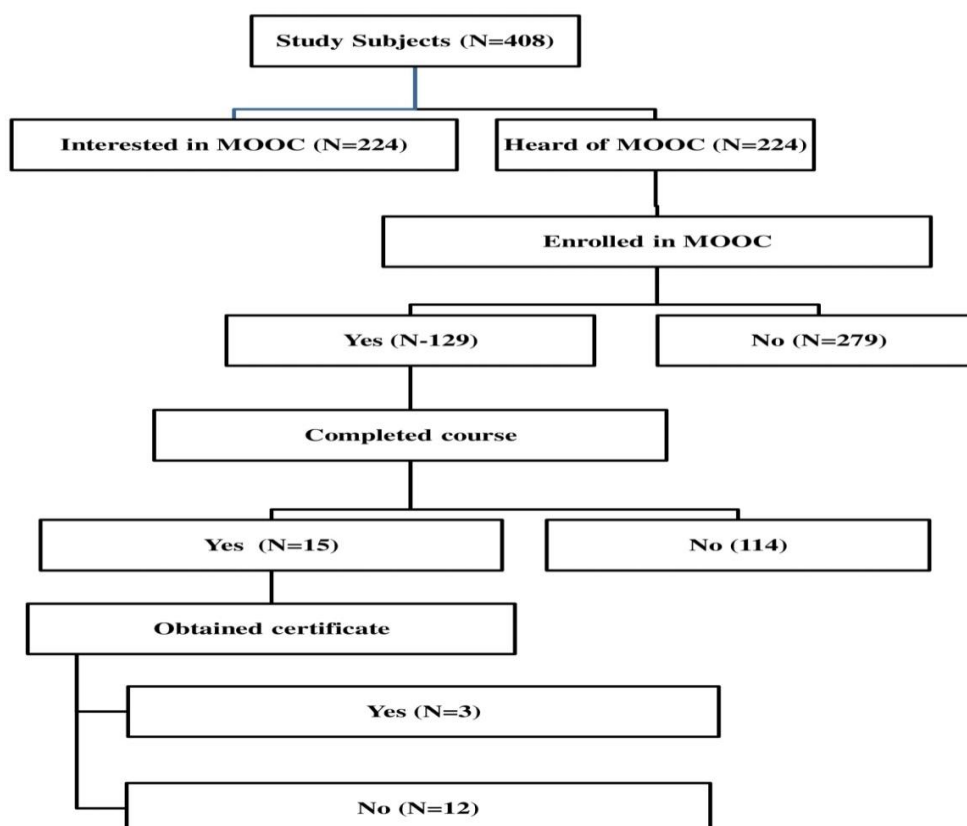 Study Subjects (N=408)
Interested in MOOC (N=224)
Heard of MOOC (N=224)
Enrolled in MOOC
Yes (N-129)
No (N=279)
Completed course
Yes (N=15)
No (114)
Obtained certificate
Yes (N=3)
No (N=12)